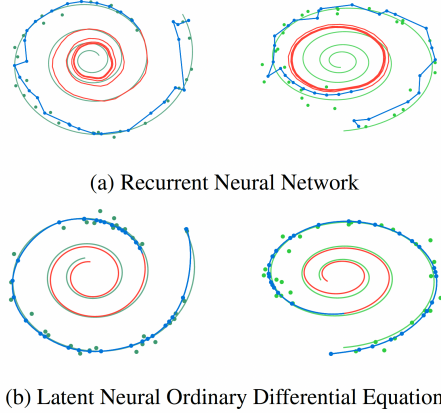 (a) Recurrent Neural Network
(b) Latent Neural Ordinary Differential Equation